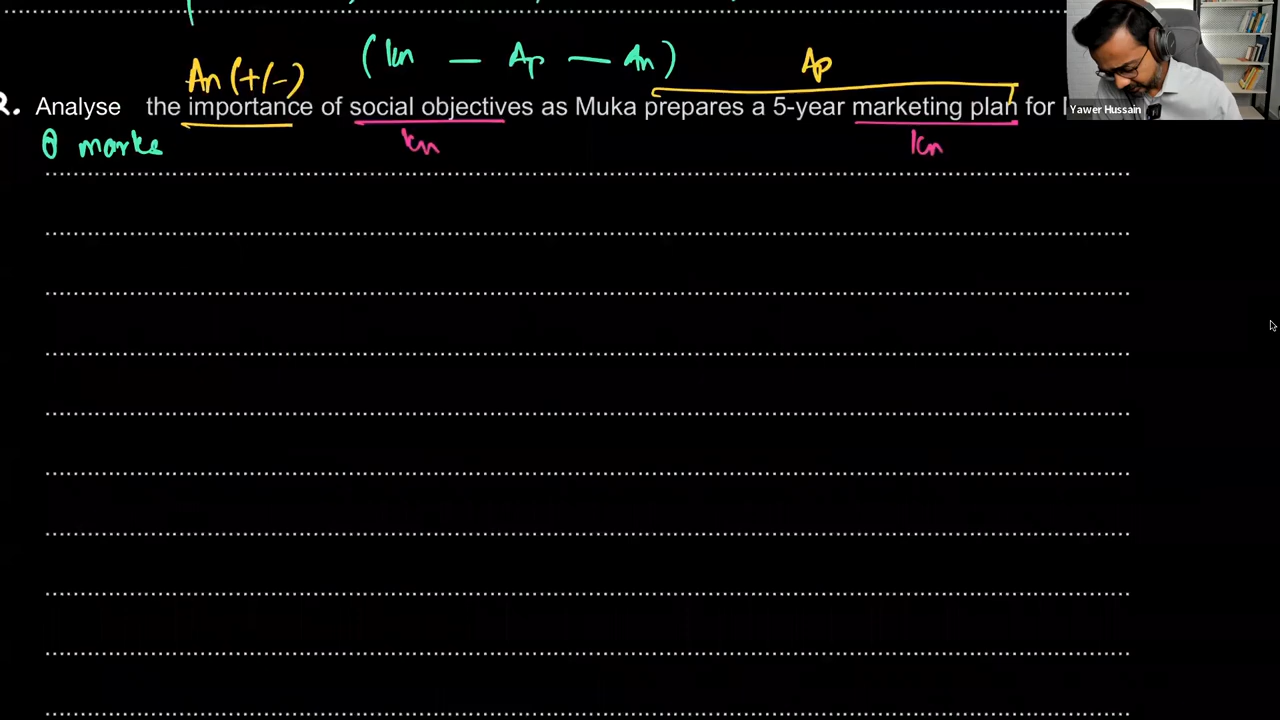 An (+/-) (kn — Ap — An) Ap
Q. Analyse the importance of social objectives as Muka prepares a 5-year marketing plan for
8 marks kn kn
Yawer Hussain